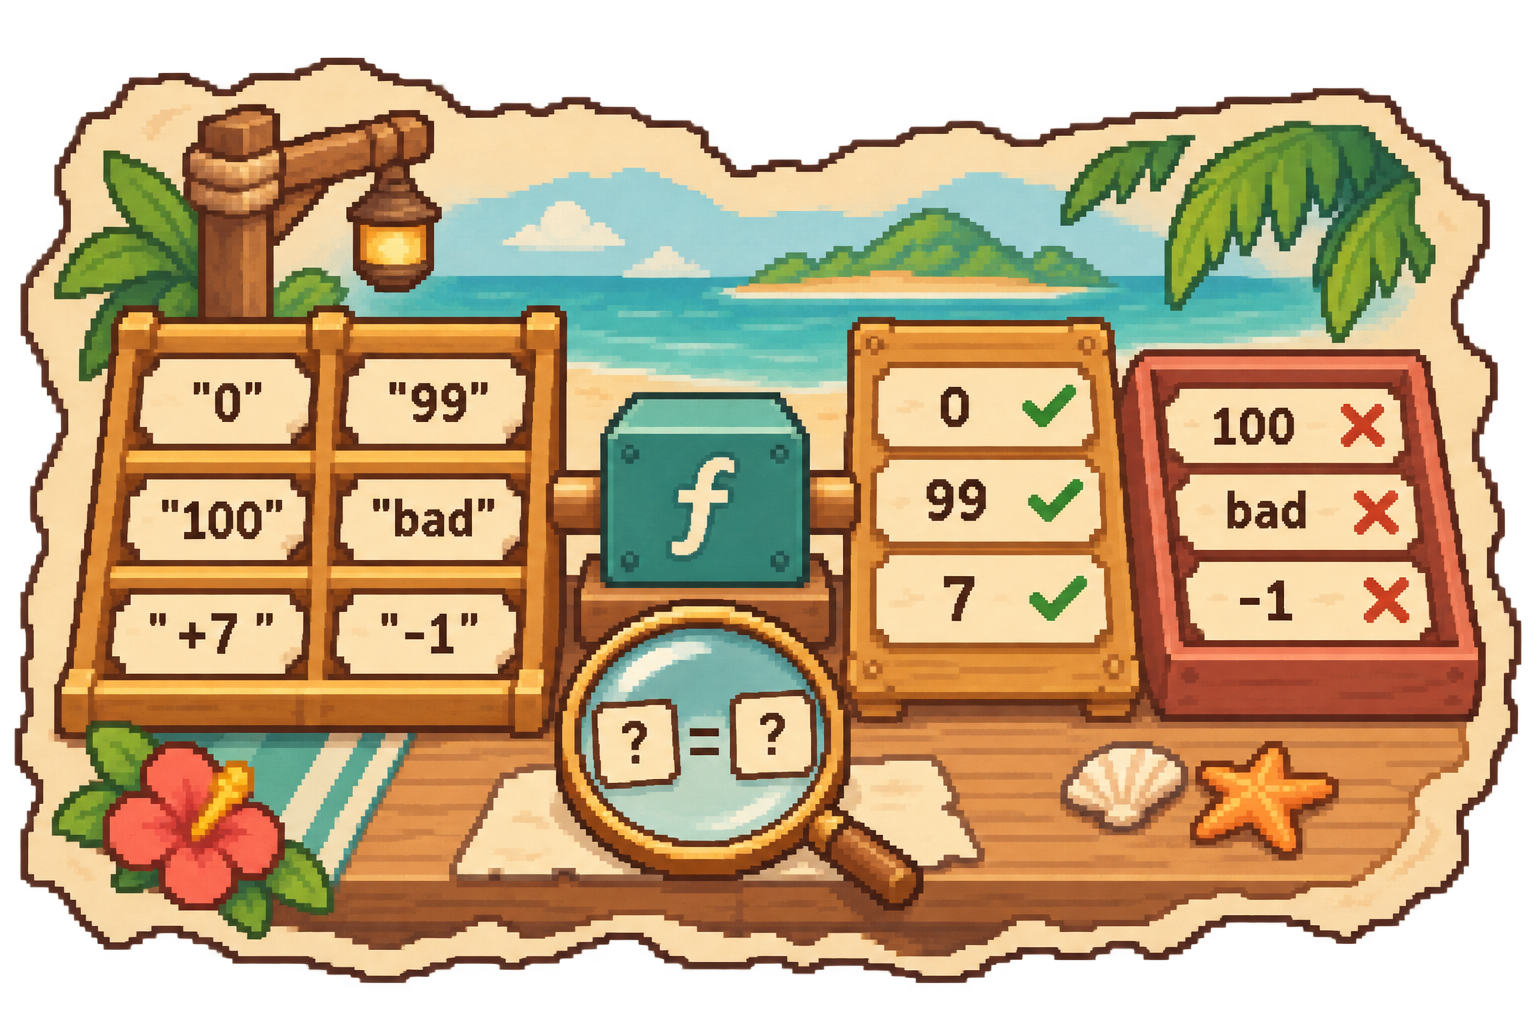 "0" "99"
"100" "bad"
" +7 " "-1"
f
0 ✓
99 ✓
7 ✓
100 ✗
bad ✗
-1 ✗
? = ?